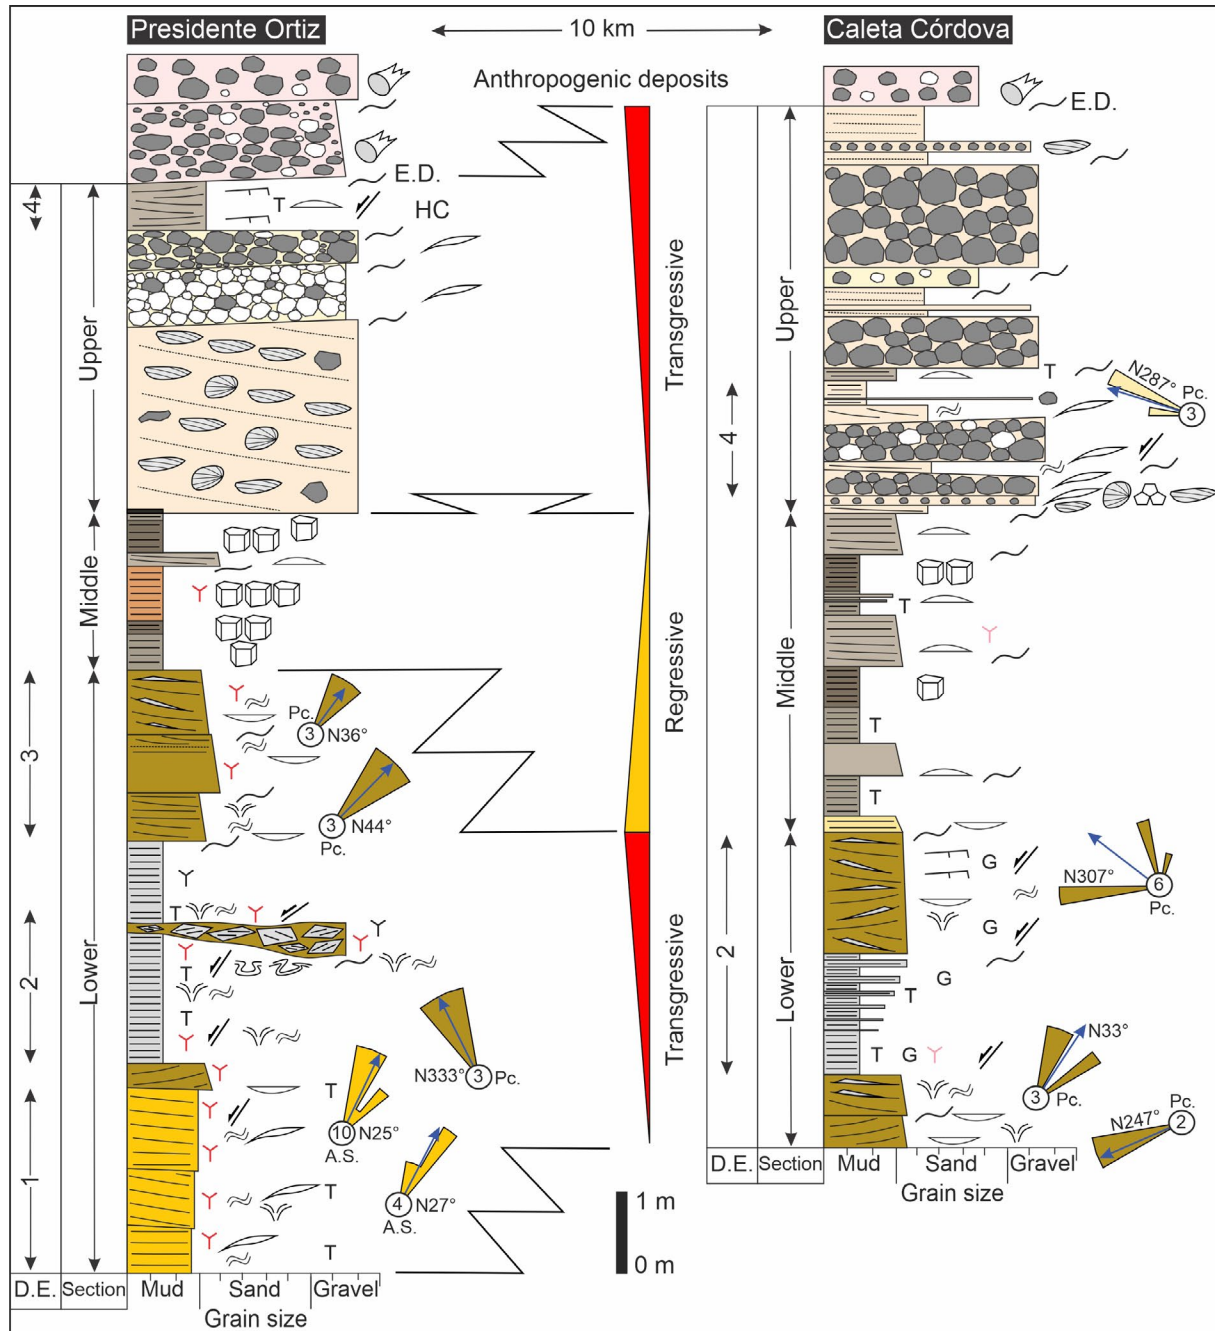 Presidente Ortiz
10 km
Caleta Córdova
Anthropogenic deposits
E.D.
E.D.
4
T
HC
Upper
Middle
Lower
3
2
1
Pc.
3
N36°
3
N44°
Pc.
T
T
T
N333°
3
Pc.
T
10
N25°
A.S.
T
4
N27°
A.S.
T
D.E.
Section
Mud
Sand
Gravel
Grain size
Transgressive
Regressive
Transgressive
1 m
0 m
Upper
Middle
Lower
4
2
T
N287°
Pc.
3
T
T
T
G
N307°
6
Pc.
G
G
T
T
G
N33°
3
Pc.
Pc.
N247°
2
D.E.
Section
Mud
Sand
Gravel
Grain size